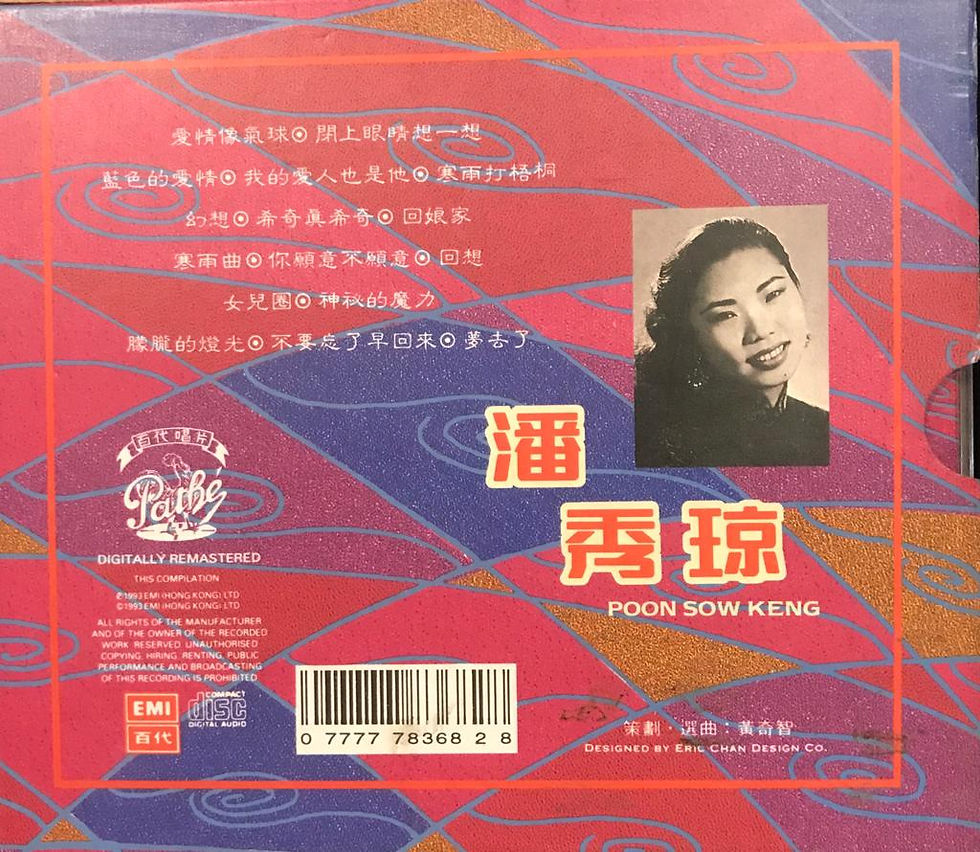 愛情像氣球⊙閉上眼睛想一想
藍色的愛情⊙我的愛人也是他⊙寒雨打梧桐
幻想⊙希奇眞希奇⊙回娘家
寒雨曲⊙你願意不願意⊙回想
女兒圈⊙神祕的魔力
朦朧的燈光⊙不要忘了早回來⊙夢去了
潘
秀琼
POON SOW KENG
百代唱片
Pathé
DIGITALLY REMASTERED
THIS COMPILATION
℗1993 EMI (HONG KONG) LTD
©1993 EMI (HONG KONG) LTD
ALL RIGHTS OF THE MANUFACTURER
AND OF THE OWNER OF THE RECORDED
WORK RESERVED UNAUTHORISED
COPYING, HIRING, RENTING, PUBLIC
PERFORMANCE AND BROADCASTING
OF THIS RECORDING IS PROHIBITED
EMI
百代
COMPACT
disc
DIGITAL AUDIO
0 7777 78368 2 8
策劃·選曲：黃奇智
DESIGNED BY ERIC CHAN DESIGN CO.